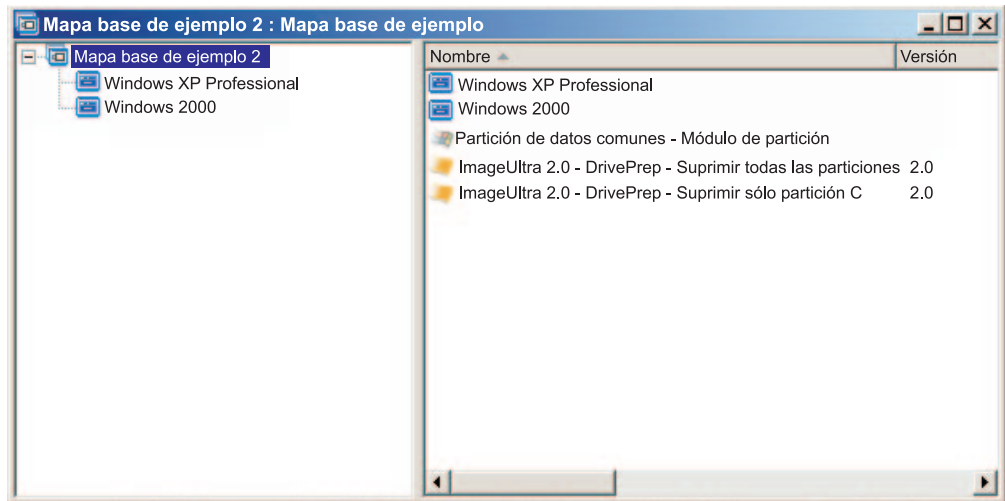 Mapa base de ejemplo 2 : Mapa base de ejemplo
Mapa base de ejemplo 2
Windows XP Professional
Windows 2000
Nombre Versión
Windows XP Professional
Windows 2000
Partición de datos comunes - Módulo de partición
ImageUltra 2.0 - DrivePrep - Suprimir todas las particiones 2.0
ImageUltra 2.0 - DrivePrep - Suprimir sólo partición C 2.0